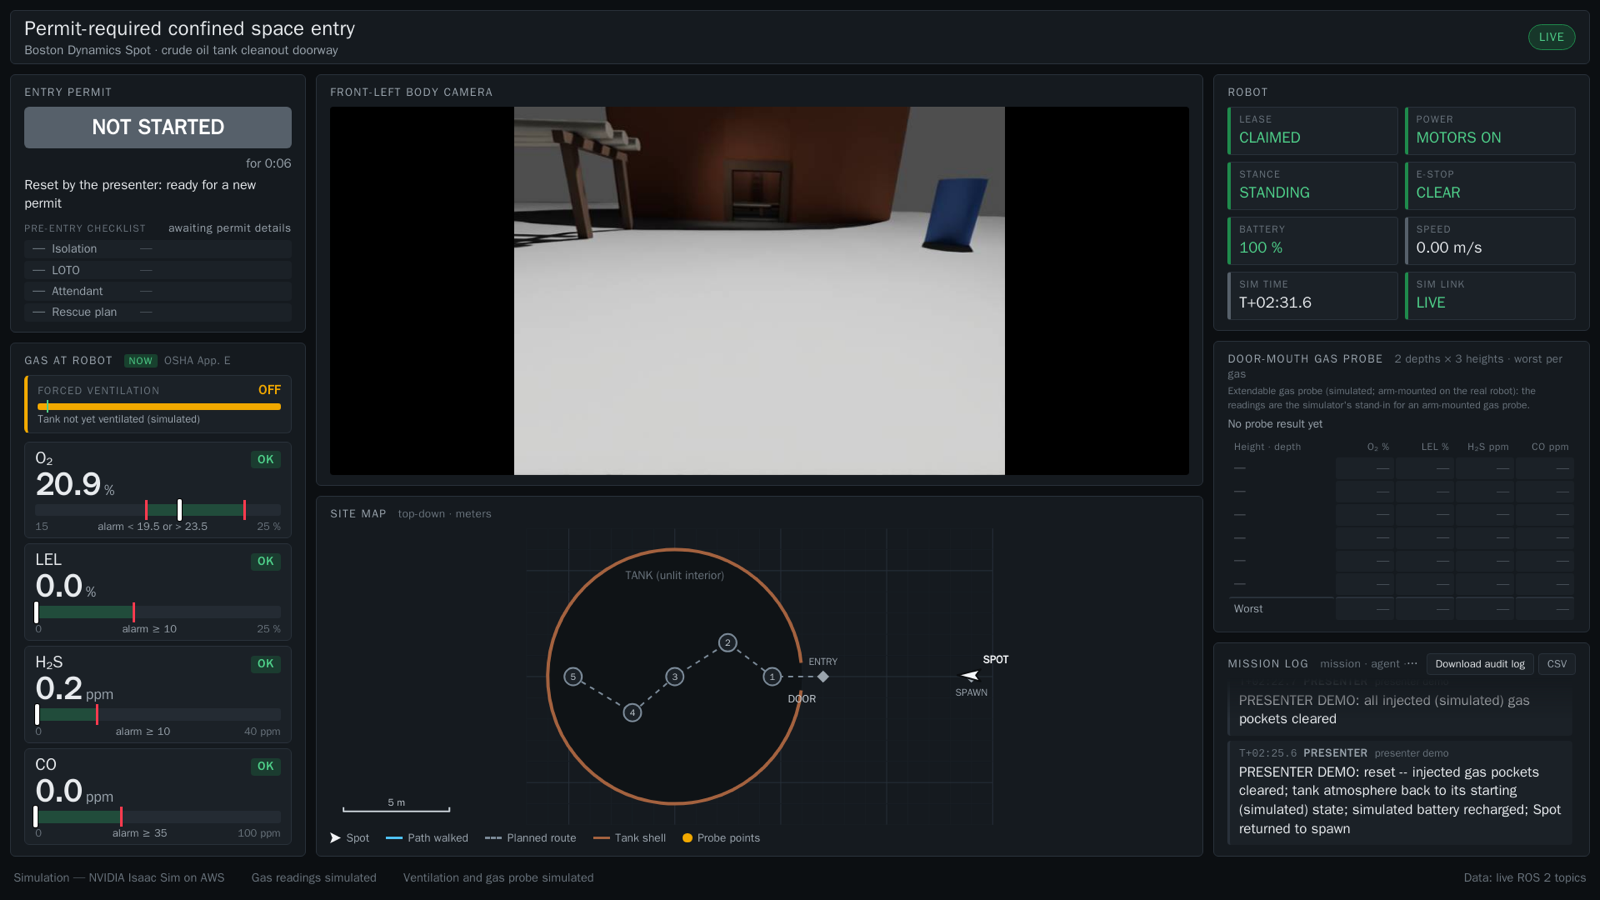 Permit-required confined space entry
Boston Dynamics Spot · crude oil tank cleanout doorway
LIVE
ENTRY PERMIT
NOT STARTED
for 0:06
Reset by the presenter: ready for a new
permit
PRE-ENTRY CHECKLIST awaiting permit details
— Isolation —
— LOTO —
— Attendant —
— Rescue plan —
GAS AT ROBOT NOW OSHA App. E
FORCED VENTILATION OFF
Tank not yet ventilated (simulated)
O₂ OK
20.9 %
15 alarm < 19.5 or > 23.5 25 %
LEL OK
0.0 %
0 alarm ≥ 10 25 %
H₂S OK
0.2 ppm
0 alarm ≥ 10 40 ppm
CO OK
0.0 ppm
0 alarm ≥ 35 100 ppm
FRONT-LEFT BODY CAMERA
SITE MAP top-down · meters
TANK (unlit interior)
2
ENTRY
SPOT
5
3
1
DOOR
SPAWN
4
5 m
Spot Path walked Planned route Tank shell Probe points
ROBOT
LEASE
CLAIMED
POWER
MOTORS ON
STANCE
STANDING
E-STOP
CLEAR
BATTERY
100 %
SPEED
0.00 m/s
SIM TIME
T+02:31.6
SIM LINK
LIVE
DOOR-MOUTH GAS PROBE 2 depths × 3 heights · worst per
gas
Extendable gas probe (simulated; arm-mounted on the real robot): the
readings are the simulator's stand-in for an arm-mounted gas probe.
No probe result yet
Height · depth O₂ % LEL % H₂S ppm CO ppm
— — — — —
— — — — —
— — — — —
— — — — —
— — — — —
— — — — —
Worst — — — —
MISSION LOG mission · agent ··· Download audit log CSV
PRESENTER DEMO: all injected (simulated) gas
pockets cleared
T+02:25.6 PRESENTER presenter demo
PRESENTER DEMO: reset -- injected gas pockets
cleared; tank atmosphere back to its starting
(simulated) state; simulated battery recharged; Spot
returned to spawn
Simulation — NVIDIA Isaac Sim on AWS Gas readings simulated Ventilation and gas probe simulated
Data: live ROS 2 topics